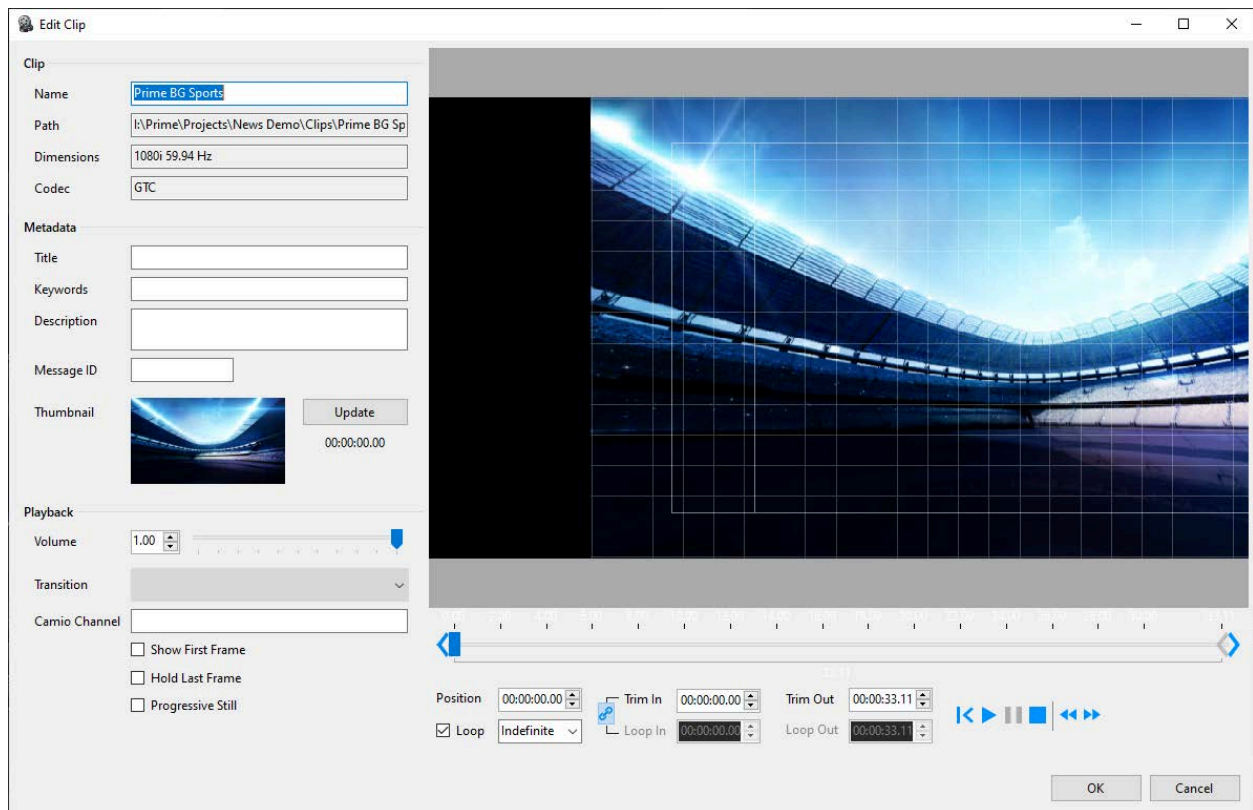 Edit Clip
Clip
Name Prime BG Sports
Path I:\Prime\Projects\News Demo\Clips\Prime BG Sp
Dimensions 1080i 59.94 Hz
Codec GTC
Metadata
Title
Keywords
Description
Message ID
Thumbnail Update
00:00:00.00
Playback
Volume 1.00
Transition
Camio Channel
Show First Frame
Hold Last Frame
Progressive Still
Position 00:00:00.00 Trim In 00:00:00.00 Trim Out 00:00:33.11
Loop Indefinite Loop In 00:00:00.00 Loop Out 00:00:33.11
OK Cancel